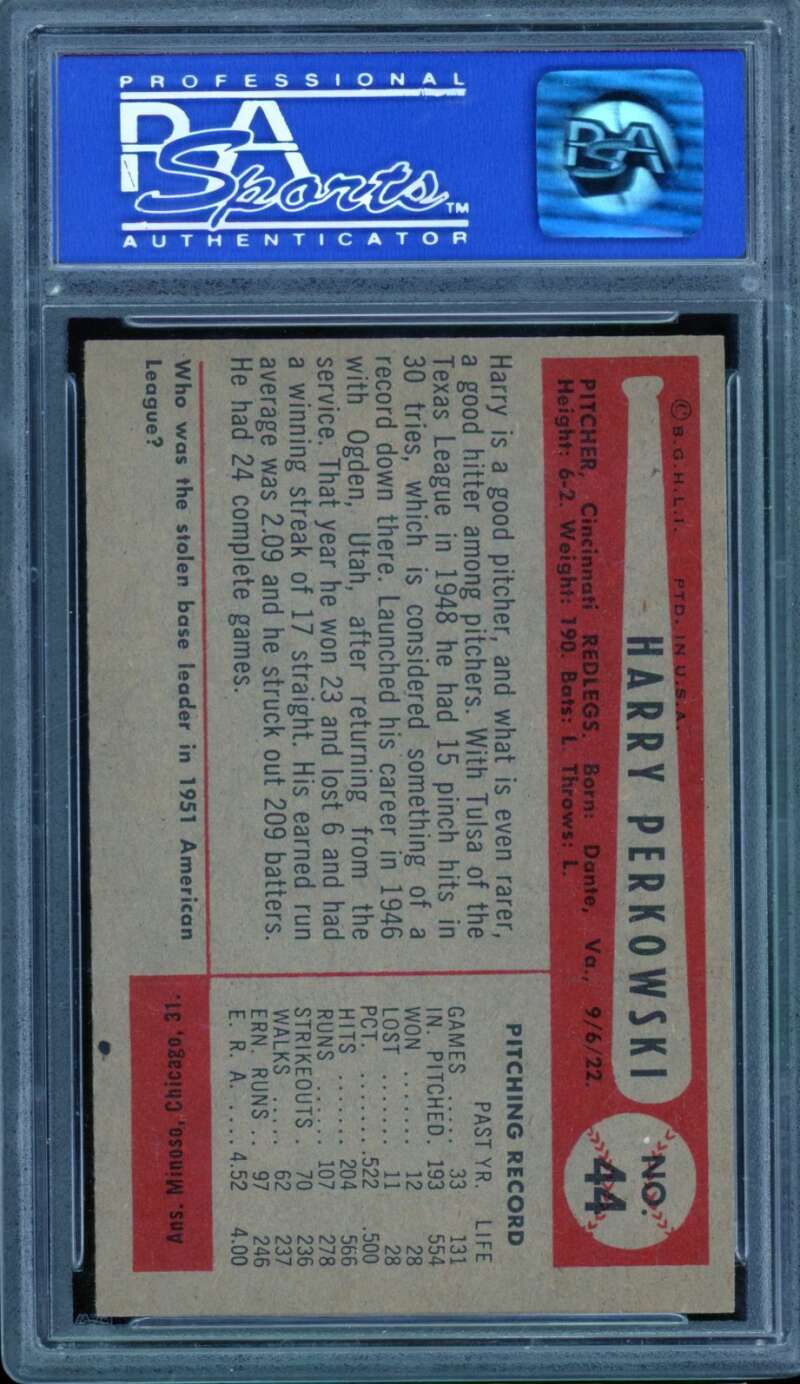 PROFESSIONAL
PSA
Sports™
AUTHENTICATOR
PSA
© B.G.H.L.I. PTD. IN U.S.A.
HARRY PERKOWSKI
NO.
44
PITCHER, Cincinnati REDLEGS. Born: Dante, Va., 9/6/22.
Height: 6-2. Weight: 190. Bats: L. Throws: L.
Harry is a good pitcher, and what is even rarer,
a good hitter among pitchers. With Tulsa of the
Texas League in 1948 he had 15 pinch hits in
30 tries, which is considered something of a
record down there. Launched his career in 1946
with Ogden, Utah, after returning from the
service. That year he won 23 and lost 6 and had
a winning streak of 17 straight. His earned run
average was 2.09 and he struck out 209 batters.
He had 24 complete games.
PITCHING RECORD
PAST YR. LIFE
GAMES ..... 33 131
IN. PITCHED. 193 554
WON ....... 12 28
LOST ....... 11 28
PCT. ....... .522 .500
HITS ....... 204 566
RUNS ...... 107 278
STRIKEOUTS . 70 236
WALKS ..... 62 237
ERN. RUNS .. 97 246
E. R. A. .... 4.52 4.00
Who was the stolen base leader in 1951 American
League?
Ans. Minoso, Chicago, 31.